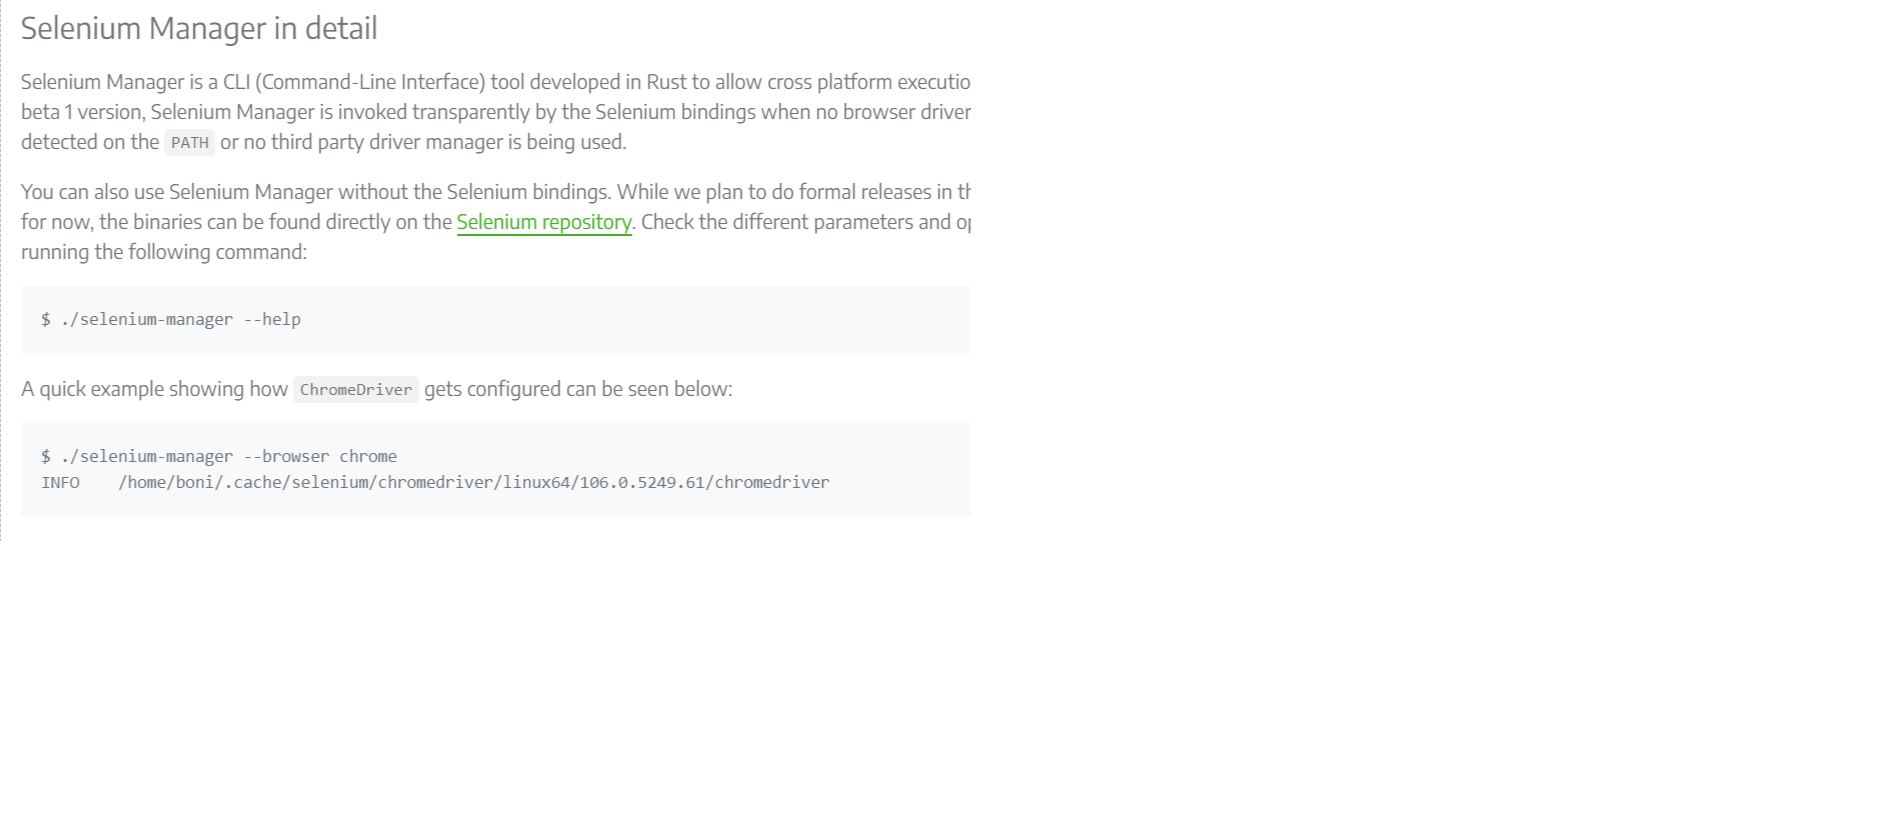 Selenium Manager in detail
Selenium Manager is a CLI (Command-Line Interface) tool developed in Rust to allow cross platform executio
beta 1 version, Selenium Manager is invoked transparently by the Selenium bindings when no browser driver
detected on the PATH or no third party driver manager is being used.
You can also use Selenium Manager without the Selenium bindings. While we plan to do formal releases in th
for now, the binaries can be found directly on the Selenium repository. Check the different parameters and op
running the following command:
$ ./selenium-manager --help
A quick example showing how ChromeDriver gets configured can be seen below:
$ ./selenium-manager --browser chrome
INFO    /home/boni/.cache/selenium/chromedriver/linux64/106.0.5249.61/chromedriver